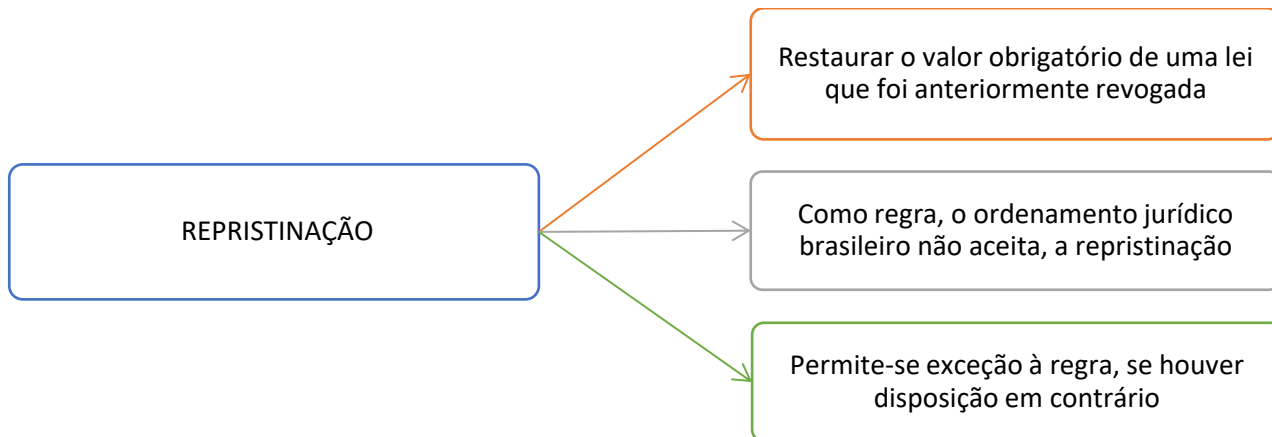 REPRISTINAÇÃO
Restaurar o valor obrigatório de uma lei
que foi anteriormente revogada
Como regra, o ordenamento jurídico
brasileiro não aceita, a repristinação
Permite-se exceção à regra, se houver
disposição em contrário